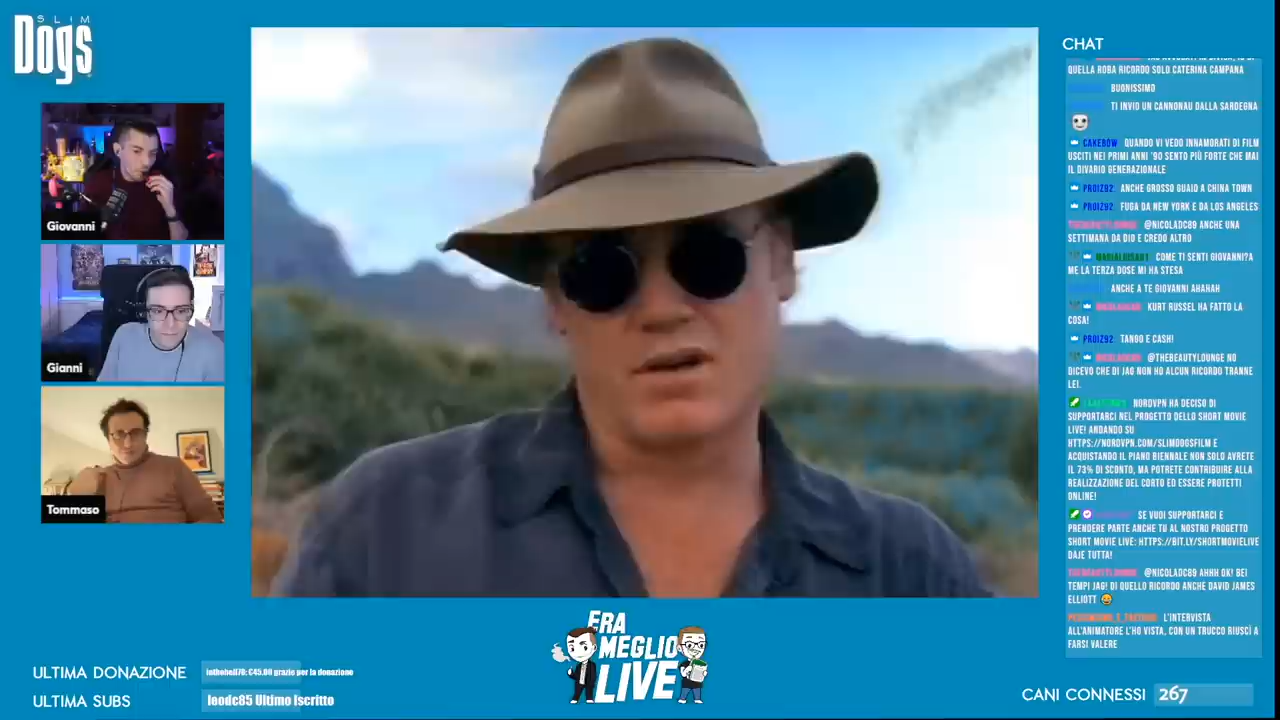 SLIM
Dogs
Giovanni
Gianni
Tommaso
CHAT
QUELLA ROBA RICORDO SOLO CATERINA CAMPANA
BUONISSIMO
TI INVIO UN CANNONAU DALLA SARDEGNA
CAKEBOW QUANDO VI VEDO INNAMORATI DI FILM
USCITI NEI PRIMI ANNI '90 SENTO PIÙ FORTE CHE MAI
IL DIVARIO GENERAZIONALE
PROIZ92: ANCHE GROSSO GUAIO A CHINA TOWN
PROIZ92: FUGA DA NEW YORK E DA LOS ANGELES
@NICOLADC89 ANCHE UNA
SETTIMANA DA DIO E CREDO ALTRO
COME TI SENTI GIOVANNI?A
ME LA TERZA DOSE MI HA STESA
ANCHE A TE GIOVANNI AHAHAH
KURT RUSSEL HA FATTO LA
COSA!
PROIZ92: TANGO E CASH!
@THEBEAUTYLOUNGE NO
DICEVO CHE DI JAG NON HO ALCUN RICORDO TRANNE
LEI.
NORDVPN HA DECISO DI
SUPPORTARCI NEL PROGETTO DELLO SHORT MOVIE
LIVE! ANDANDO SU
HTTPS://NORDVPN.COM/SLIMDOGSFILM E
ACQUISTANDO IL PIANO BIENNALE NON SOLO AVRETE
IL 73% DI SCONTO, MA POTRETE CONTRIBUIRE ALLA
REALIZZAZIONE DEL CORTO ED ESSERE PROTETTI
ONLINE!
SE VUOI SUPPORTARCI E
PRENDERE PARTE ANCHE TU AL NOSTRO PROGETTO
SHORT MOVIE LIVE: HTTPS://BIT.LY/SHORTMOVIELIVE
DAJE TUTTA!
@NICOLADC89 AHHH OK! BEI
TEMPI JAG! DI QUELLO RICORDO ANCHE DAVID JAMES
ELLIOTT
L'INTERVISTA
ALL'ANIMATORE L'HO VISTA, CON UN TRUCCO RIUSCÌ A
FARSI VALERE
ERA
MEGLIO
LIVE
ULTIMA DONAZIONE
inthehell70: €45.00 grazie per la donazione
ULTIMA SUBS
leodc85 Ultimo Iscritto
CANI CONNESSI 267